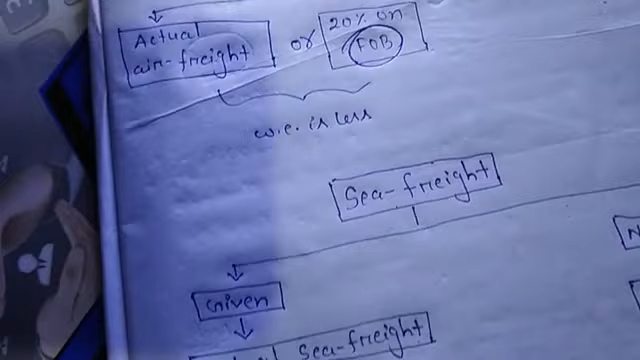 Actual
air-freight
or
20% on
FOB
w.e. is less
Sea-freight
Given
Sea-freight